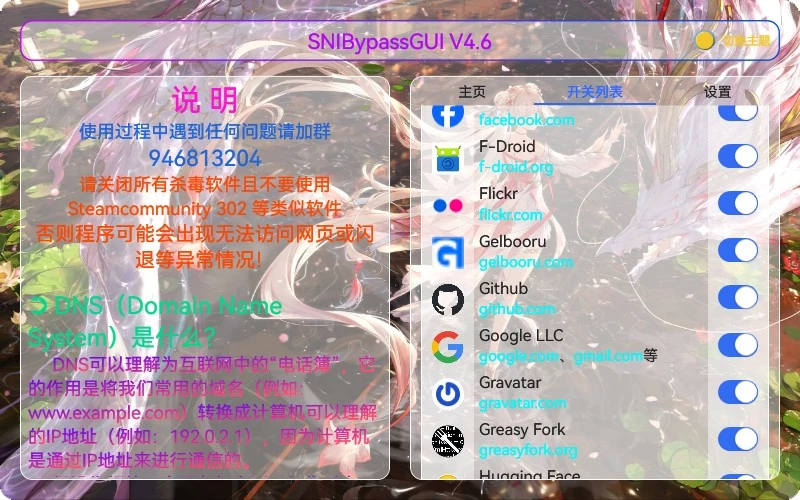 SNIBypassGUI V4.6
切换主题
说 明
使用过程中遇到任何问题请加群
946813204
请关闭所有杀毒软件且不要使用
Steamcommunity 302 等类似软件
否则程序可能会出现无法访问网页或闪
退等异常情况!
➲ DNS（Domain Name
System）是什么？
DNS可以理解为互联网中的“电话簿”，它
的作用是将我们常用的域名（例如:
www.example.com）转换成计算机可以理解
的IP地址（例如：192.0.2.1），因为计算机
是通过IP地址来进行通信的。
主页
开关列表
设置
facebook.com
F-Droid
f-droid.org
Flickr
flickr.com
Gelbooru
gelbooru.com
Github
github.com
Google LLC
google.com、gmail.com等
Gravatar
gravatar.com
Greasy Fork
greasyfork.org
Hugging Face